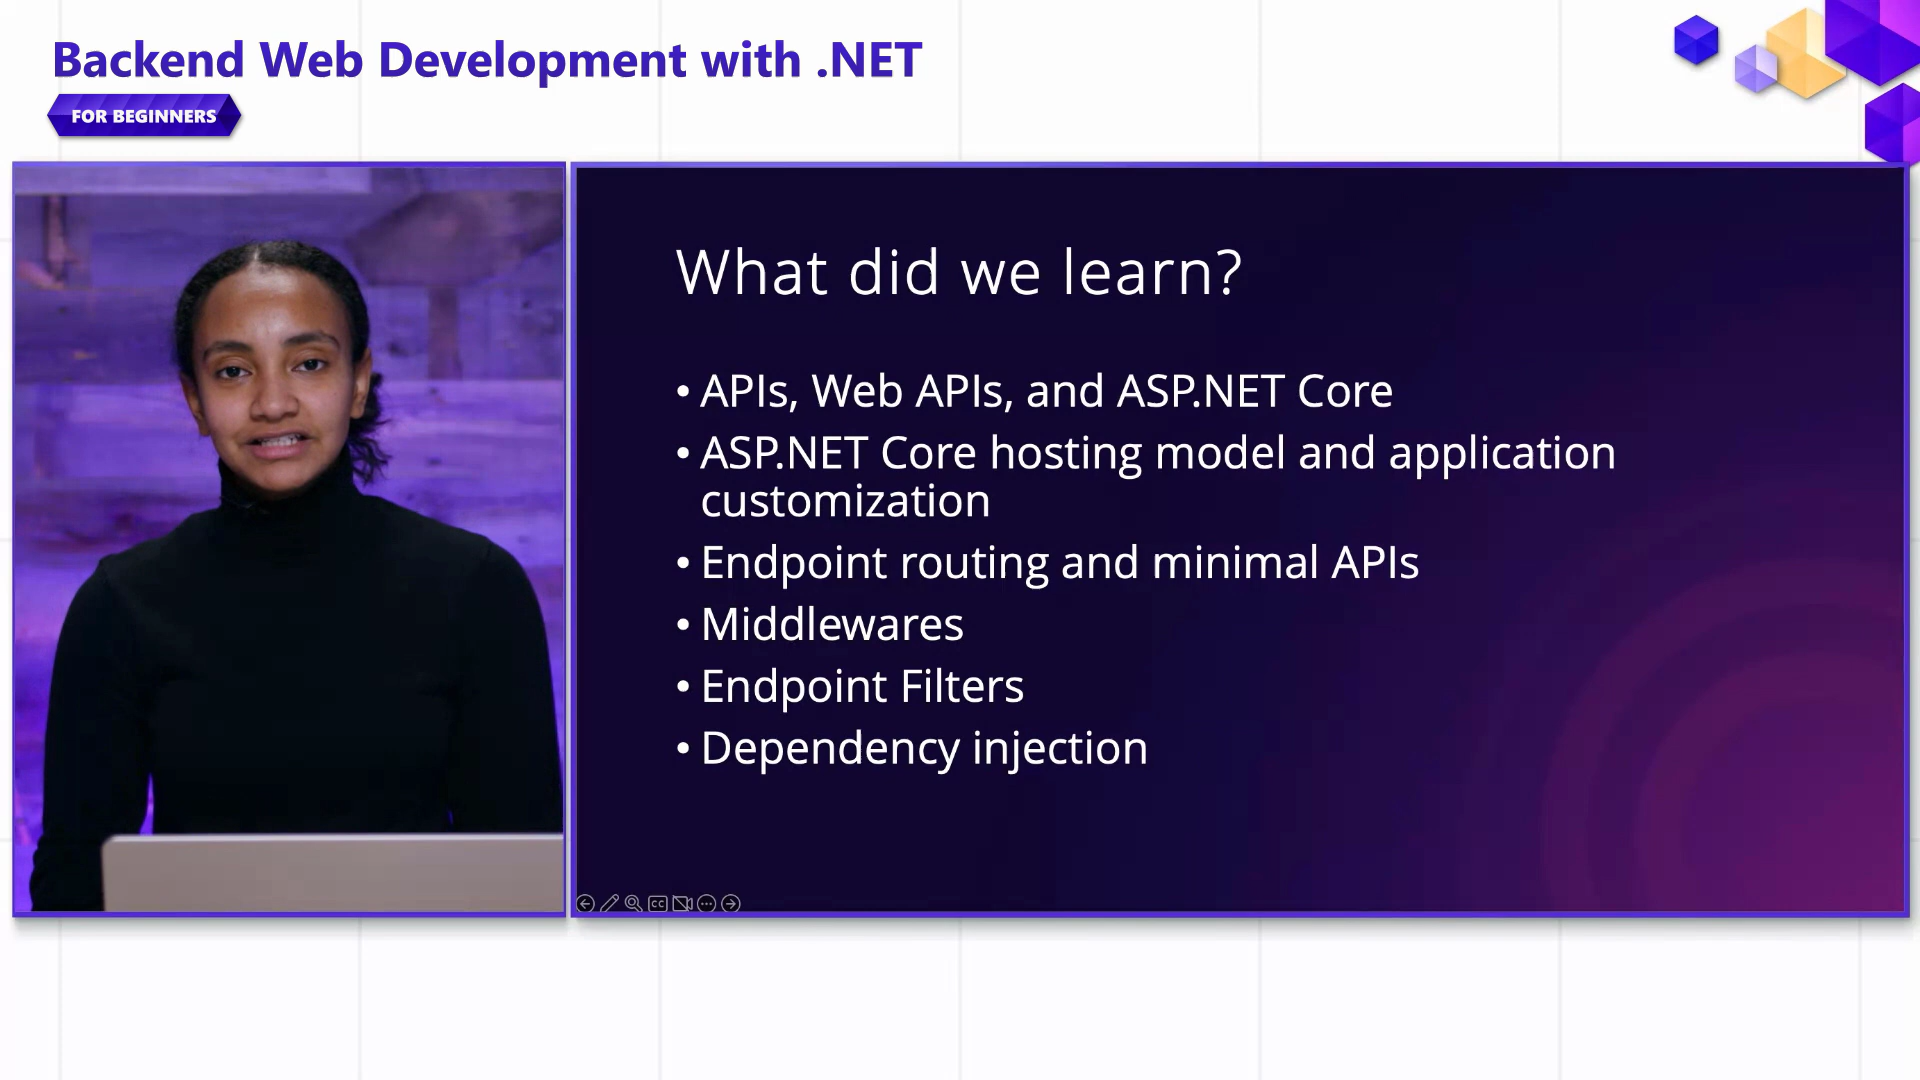 Backend Web Development with .NET
FOR BEGINNERS
What did we learn?
• APIs, Web APIs, and ASP.NET Core
• ASP.NET Core hosting model and application
customization
• Endpoint routing and minimal APIs
• Middlewares
• Endpoint Filters
• Dependency injection
CC